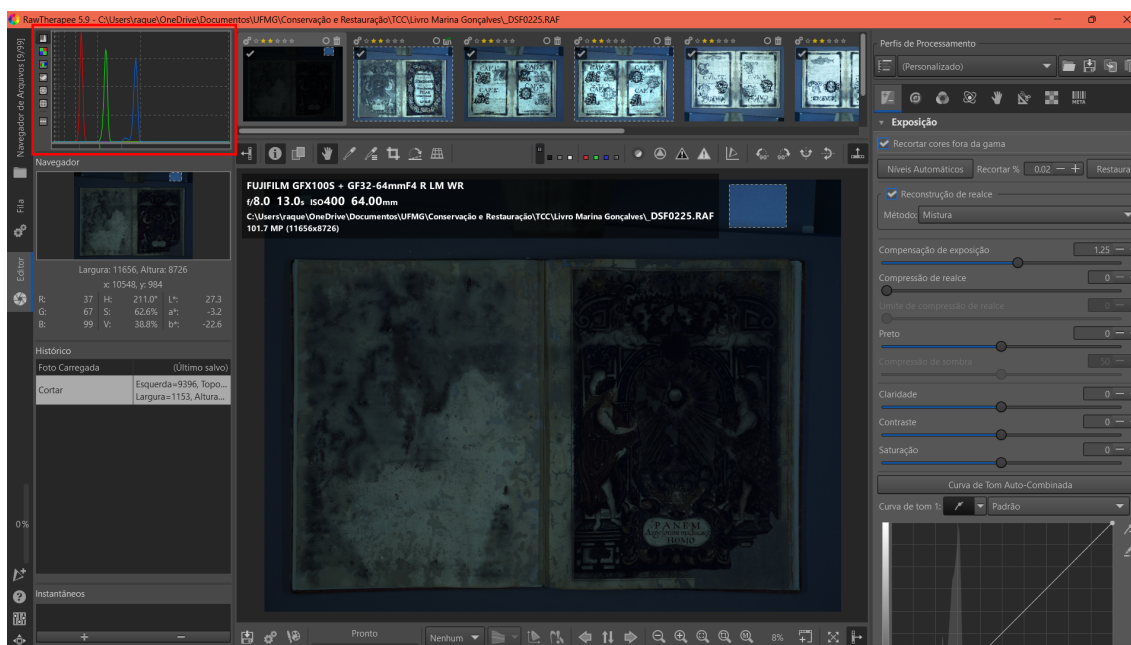 RawTherapee 5.9 - C:\Users\raque\OneDrive\Documentos\UFMG\Conservação e Restauração\TCC\Livro Marina Gonçalves\_DSF0225.RAF
Navegador de Arquivos [9/99]
Fila
Editor
0%
Navegador
Largura: 11656, Altura: 8726
x: 10548, y: 984
R: 37 H: 211.0° L*: 27.3
G: 67 S: 62.6% a*: -3.2
B: 99 V: 38.8% b*: -22.6
Histórico
Foto Carregada (Último salvo)
Cortar Esquerda=9396, Topo...
Largura=1153, Altura...
Instantâneos
FUJIFILM GFX100S + GF32-64mmF4 R LM WR
f/8.0 13.0s ISO400 64.00mm
C:\Users\raque\OneDrive\Documentos\UFMG\Conservação e Restauração\TCC\Livro Marina Gonçalves\_DSF0225.RAF
101.7 MP (11656x8726)
PANEM
HOMO
Pronto
Nenhum
8%
Perfis de Processamento
(Personalizado)
META
Exposição
Recortar cores fora da gama
Níveis Automáticos Recortar % 0.02 Restaura
Reconstrução de realce
Método: Mistura
Compensação de exposição 1.25
Compressão de realce 0
Limite de compressão de realce 0
Preto 0
Compressão de sombra 50
Claridade 0
Contraste 0
Saturação 0
Curva de Tom Auto-Combinada
Curva de tom 1: Padrão